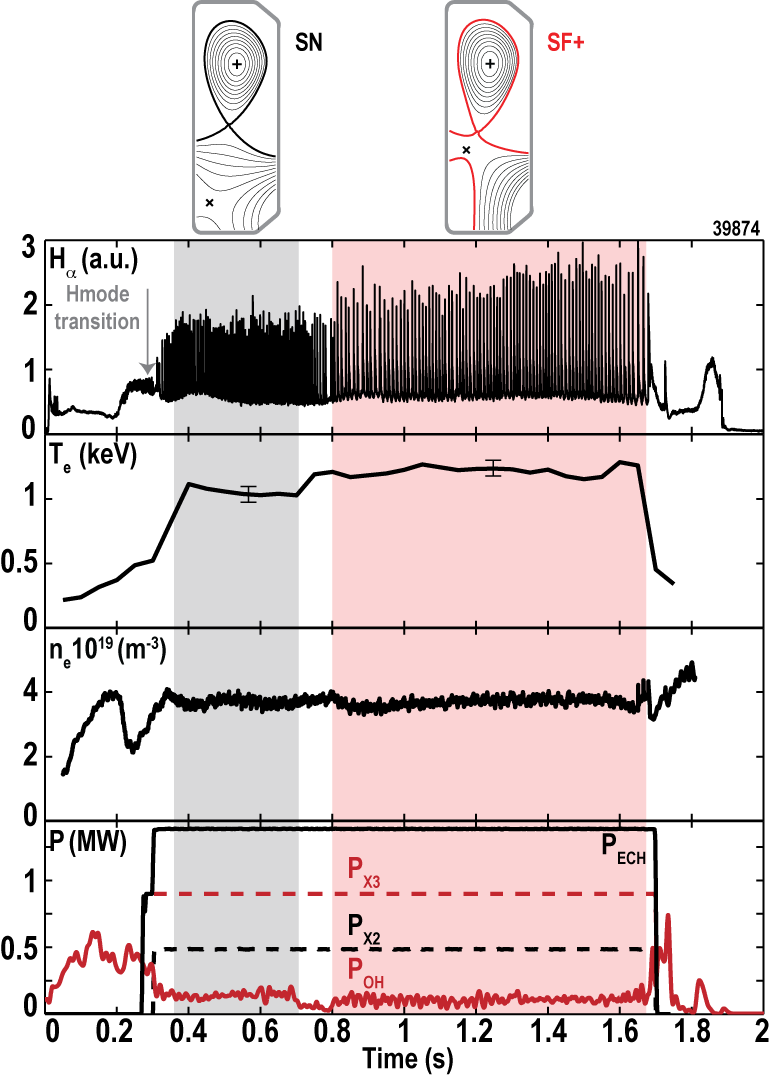 SN
SF+
39874
3
Hα (a.u.)
Hmode
transition
2
1
0
Te (keV)
1
0.5
0
ne10¹⁹ (m⁻³)
4
2
0
P (MW)
PECH
PX3
1
PX2
0.5
POH
0
0 0.2 0.4 0.6 0.8 1 1.2 1.4 1.6 1.8 2
Time (s)